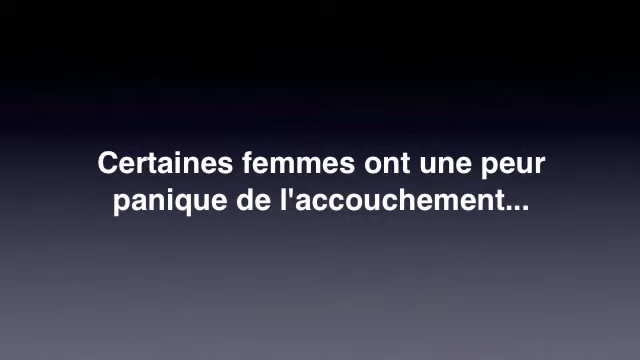 Certaines femmes ont une peur
panique de l'accouchement...